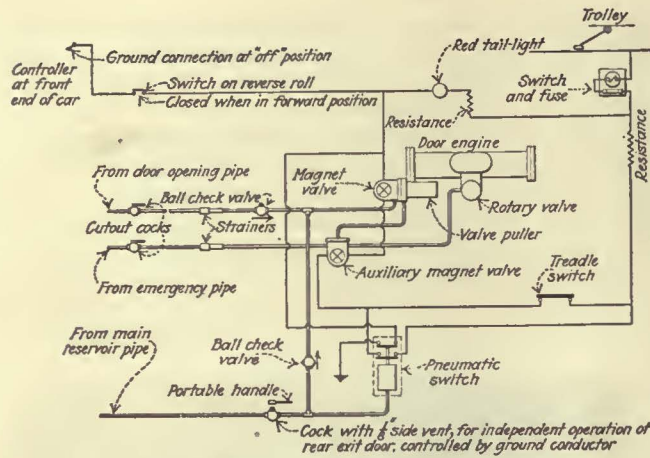 Trolley
Ground connection at "off" position
Red tail-light
Controller
at front
end of car
Switch on reverse roll
Closed when in forward position
Switch
and fuse
Resistance
Resistance
Door engine
From door opening pipe
Magnet
valve
Ball check valve
Rotary valve
Cutout cocks
Strainers
Valve puller
Auxiliary magnet valve
Treadle
switch
From emergency pipe
From main
reservoir pipe
Ball check
valve
Pneumatic
switch
Portable handle
Cock with ⅛" side vent, for independent operation of
rear exit door, controlled by ground conductor